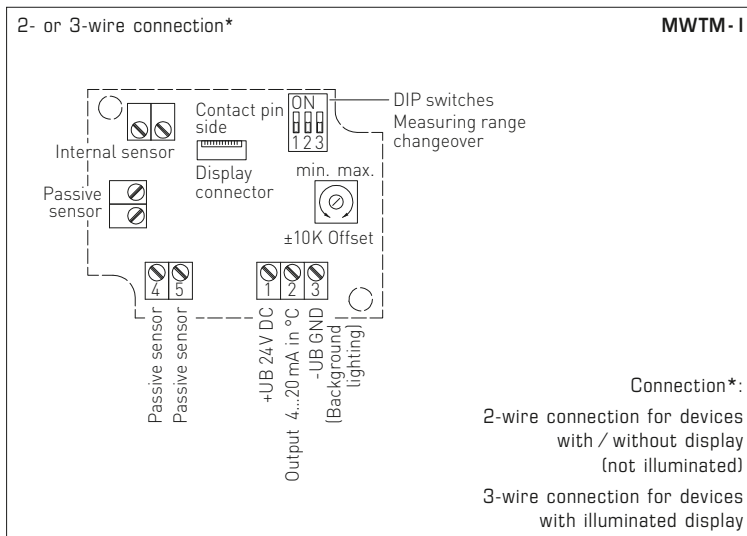 2- or 3-wire connection*
MWTM-I
ON
1 2 3
DIP switches
Measuring range
changeover
Contact pin
side
Internal sensor
Display
connector
min. max.
Passive
sensor
±10K Offset
4 5
1 2 3
Passive sensor
Passive sensor
+UB 24V DC
Output 4...20 mA in °C
-UB GND
(Background
lighting)
Connection*:
2-wire connection for devices
with / without display
(not illuminated)
3-wire connection for devices
with illuminated display